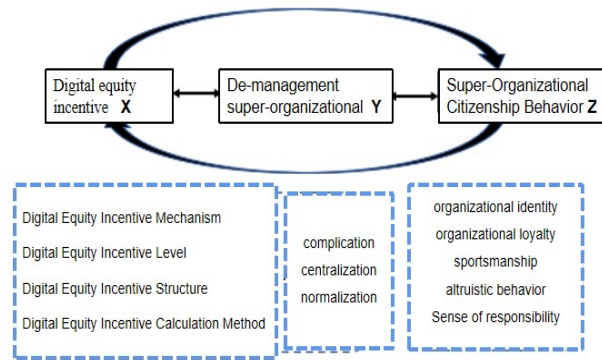 Digital equity
incentive X
De-management
super-organizational Y
Super-Organizational
Citizenship Behavior Z
Digital Equity Incentive Mechanism
Digital Equity Incentive Level
Digital Equity Incentive Structure
Digital Equity Incentive Calculation Method
complication
centralization
normalization
organizational identity
organizational loyalty
sportsmanship
altruistic behavior
Sense of responsibility